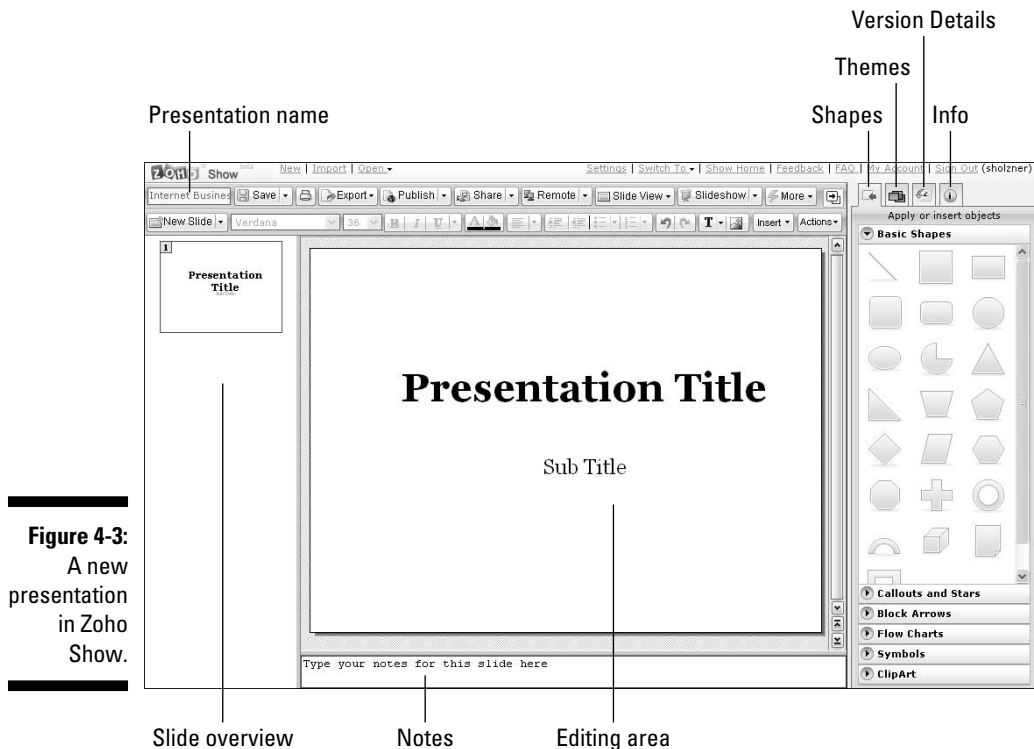 Version Details
Themes
Presentation name
Shapes
Info
ZOHO Show beta New | Import | Open Settings | Switch To | Show Home | Feedback | FAQ | My Account | Sign Out (sholzner)
Internet Busines Save Export Publish Share Remote Slide View Slideshow More
New Slide Verdana 36 B I U A T Insert Actions
Apply or insert objects
Basic Shapes
1
Presentation
Title
Sub Title
Presentation Title
Sub Title
Callouts and Stars
Block Arrows
Flow Charts
Symbols
ClipArt
Type your notes for this slide here
Figure 4-3:
A new
presentation
in Zoho
Show.
Slide overview
Notes
Editing area